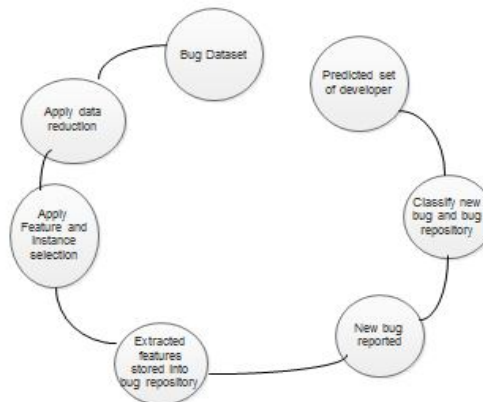 Bug Dataset
Apply data
reduction
Apply
Feature and
Instance
selection
Extracted
features
stored into
bug repository
New bug
reported
Classify new
bug and bug
repository
Predicted set
of developer